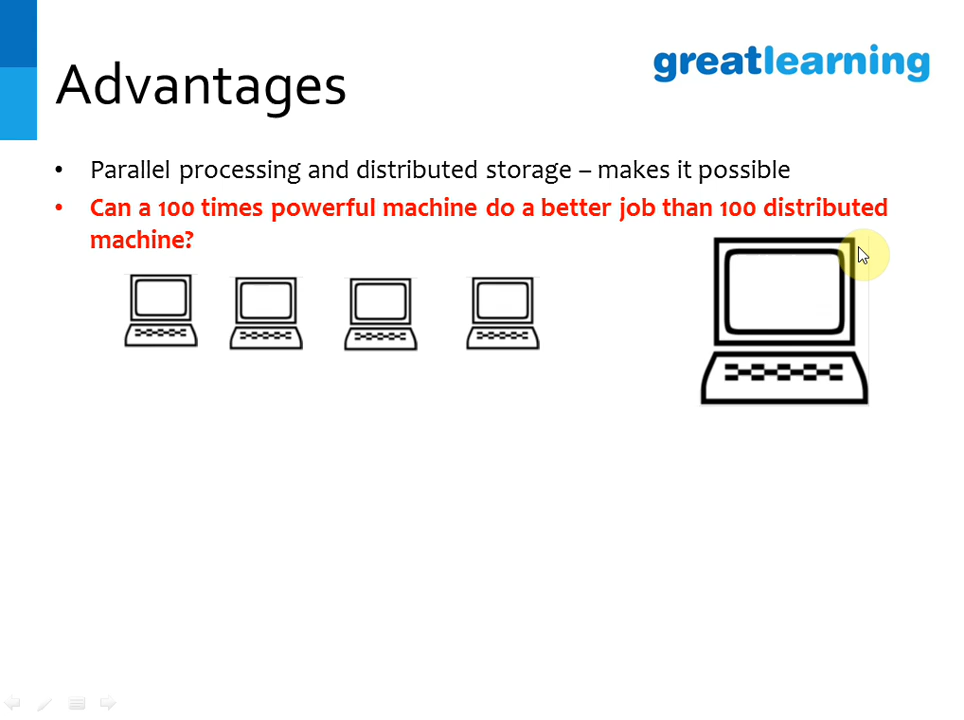 greatlearning
Advantages
• Parallel processing and distributed storage – makes it possible
• Can a 100 times powerful machine do a better job than 100 distributed
machine?